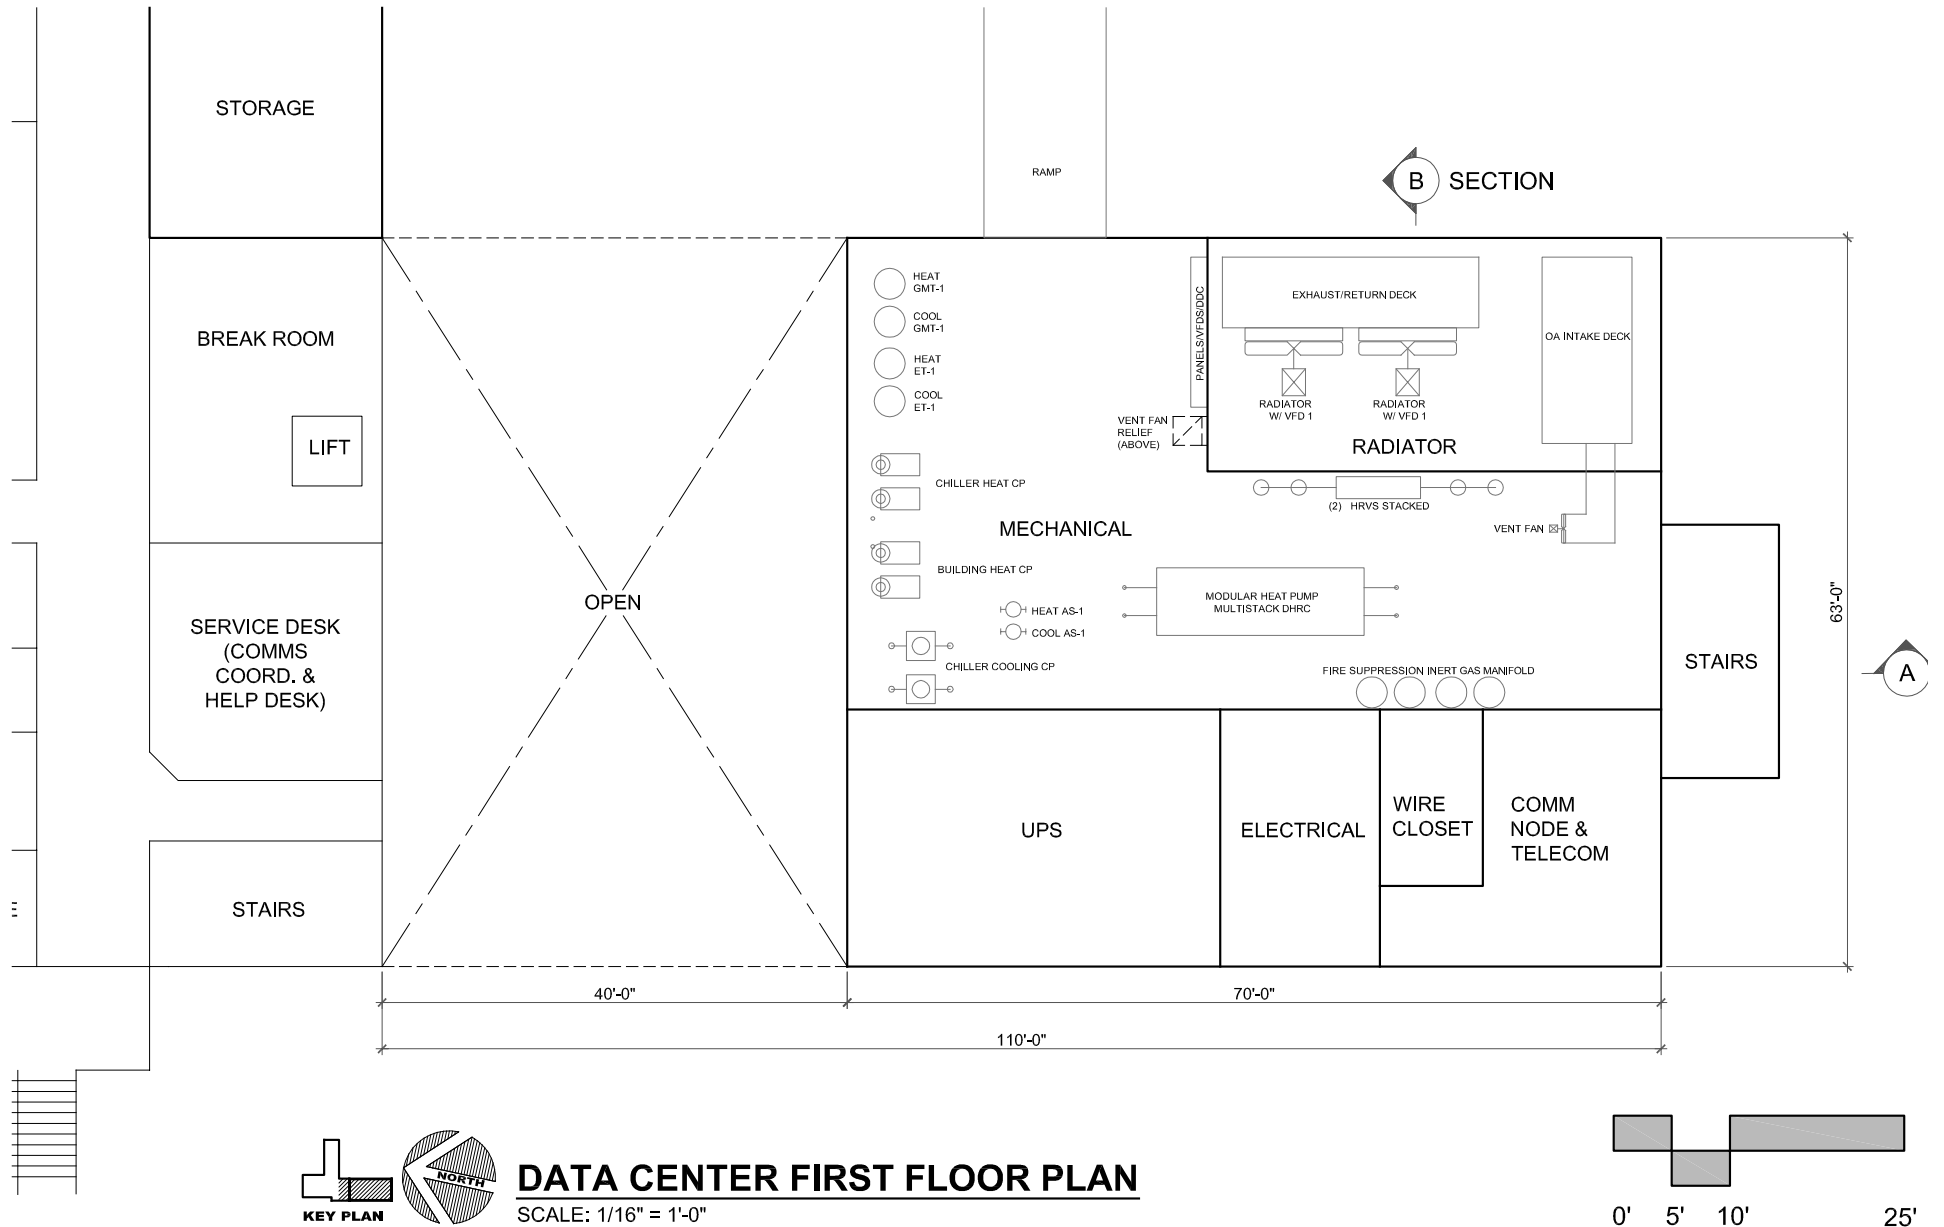 STORAGE
RAMP
B SECTION
HEAT
GMT-1
COOL
GMT-1
HEAT
ET-1
COOL
ET-1
PANELS/VFDS/DDC
EXHAUST/RETURN DECK
OA INTAKE DECK
BREAK ROOM
LIFT
RADIATOR
W/ VFD 1
RADIATOR
W/ VFD 1
VENT FAN
RELIEF
(ABOVE)
RADIATOR
CHILLER HEAT CP
(2) HRVS STACKED
MECHANICAL
VENT FAN
BUILDING HEAT CP
OPEN
MODULAR HEAT PUMP
MULTISTACK DHRC
HEAT AS-1
COOL AS-1
63'-0"
SERVICE DESK
(COMMS
COORD. &
HELP DESK)
CHILLER COOLING CP
FIRE SUPPRESSION INERT GAS MANIFOLD
STAIRS
A
UPS
ELECTRICAL
WIRE
CLOSET
COMM
NODE &
TELECOM
STAIRS
E
40'-0"
70'-0"
110'-0"
KEY PLAN
NORTH
DATA CENTER FIRST FLOOR PLAN
SCALE: 1/16" = 1'-0"
0' 5' 10' 25'